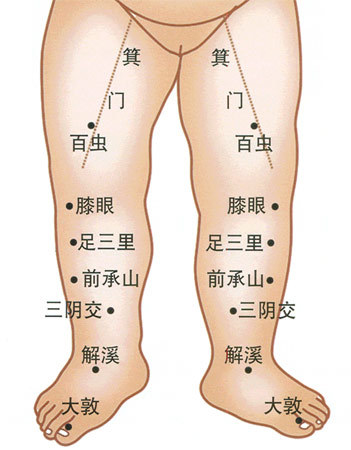 箕 箕
门 门
百虫 百虫
膝眼 膝眼
足三里 足三里
前承山 前承山
三阴交 三阴交
解溪 解溪
大敦 大敦